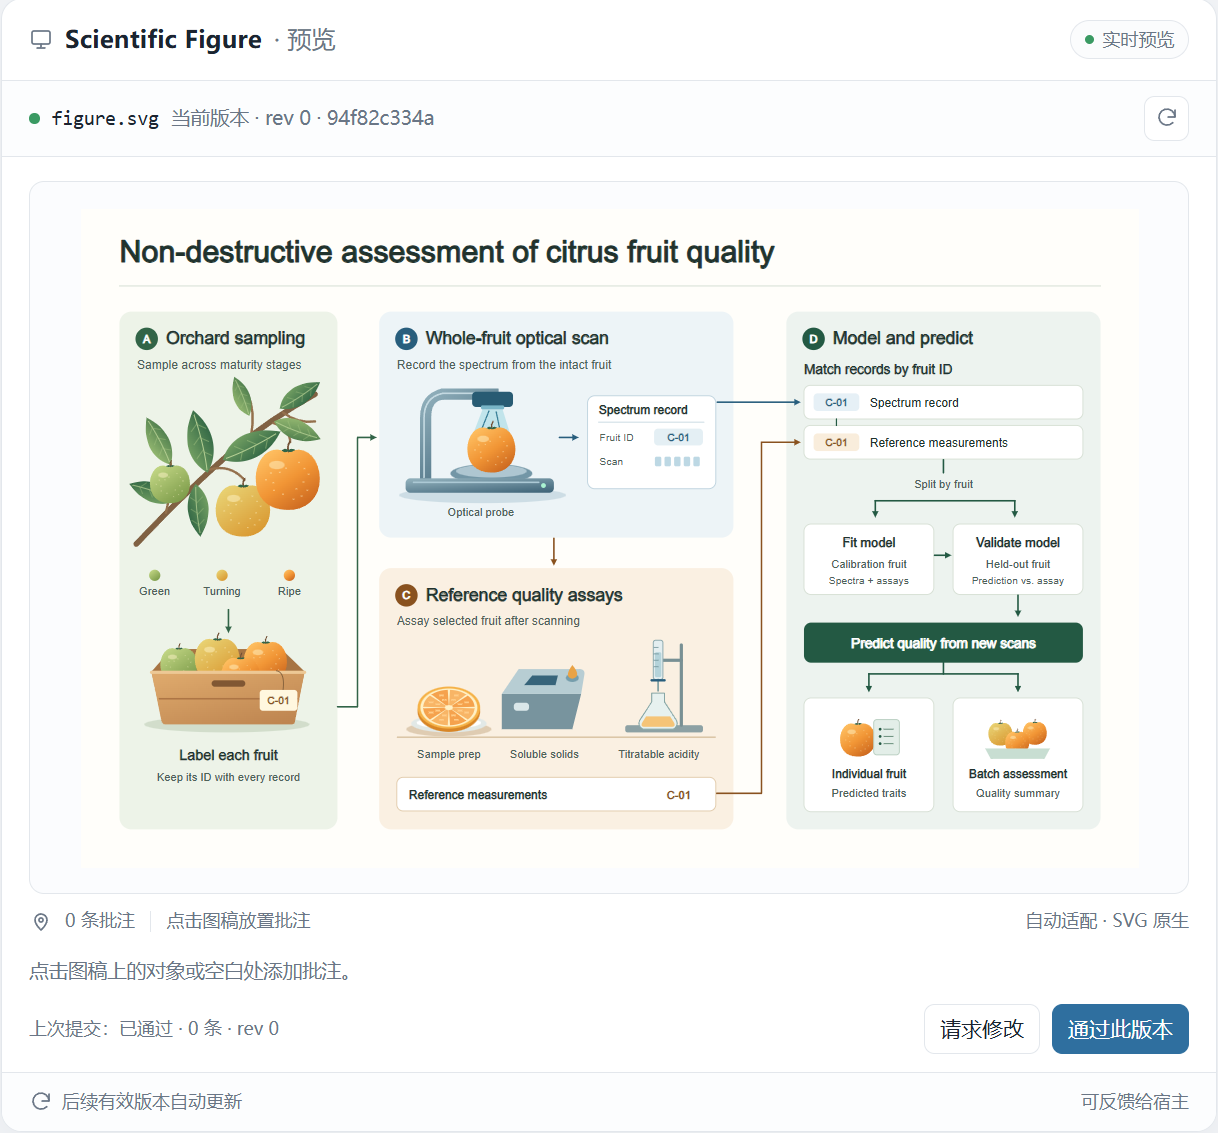 Scientific Figure · 预览
实时预览
figure.svg 当前版本 · rev 0 · 94f82c334a
Non-destructive assessment of citrus fruit quality
A Orchard sampling
Sample across maturity stages
Green Turning Ripe
C-01
Label each fruit
Keep its ID with every record
B Whole-fruit optical scan
Record the spectrum from the intact fruit
Optical probe
Spectrum record
Fruit ID C-01
Scan
C Reference quality assays
Assay selected fruit after scanning
Sample prep Soluble solids Titratable acidity
Reference measurements C-01
D Model and predict
Match records by fruit ID
C-01 Spectrum record
C-01 Reference measurements
Split by fruit
Fit model
Calibration fruit
Spectra + assays
Validate model
Held-out fruit
Prediction vs. assay
Predict quality from new scans
Individual fruit
Predicted traits
Batch assessment
Quality summary
0 条批注 点击图稿放置批注
自动适配 · SVG 原生
点击图稿上的对象或空白处添加批注。
上次提交：已通过 · 0 条 · rev 0
请求修改
通过此版本
后续有效版本自动更新
可反馈给宿主